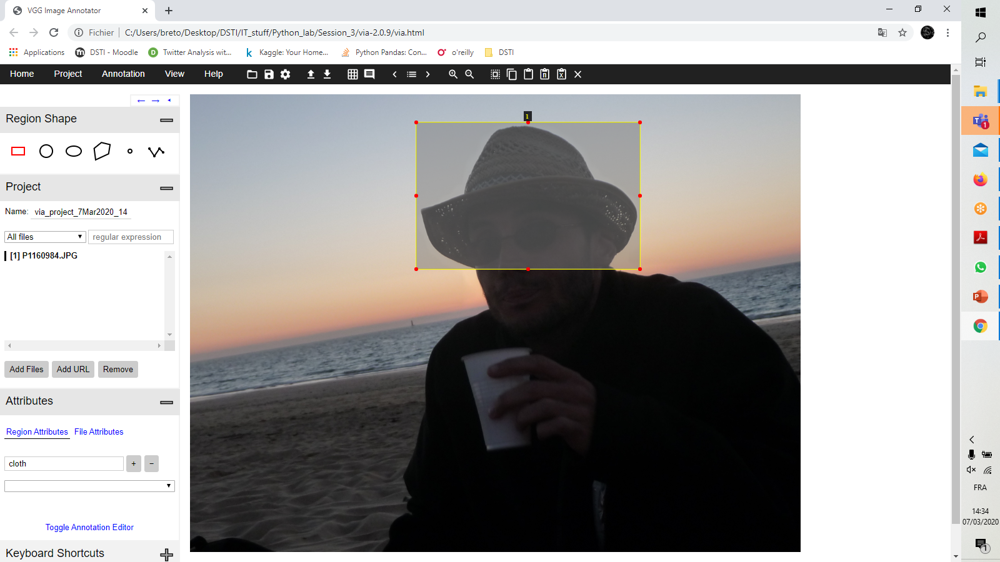 VGG Image Annotator
Fichier
C:/Users/breto/Desktop/DSTI/IT_stuff/Python_lab/Session_3/via-2.0.9/via.html
Applications
DSTI - Moodle
Twitter Analysis wit...
Kaggle: Your Home...
Python Pandas: Con...
o'reilly
DSTI
Home
Project
Annotation
View
Help
1
Region Shape
Project
Name:
via_project_7Mar2020_14
All files
regular expression
[1] P1160984.JPG
Add Files
Add URL
Remove
Attributes
Region Attributes
File Attributes
cloth
+
−
Toggle Annotation Editor
Keyboard Shortcuts
1
FRA
14:34
07/03/2020
1